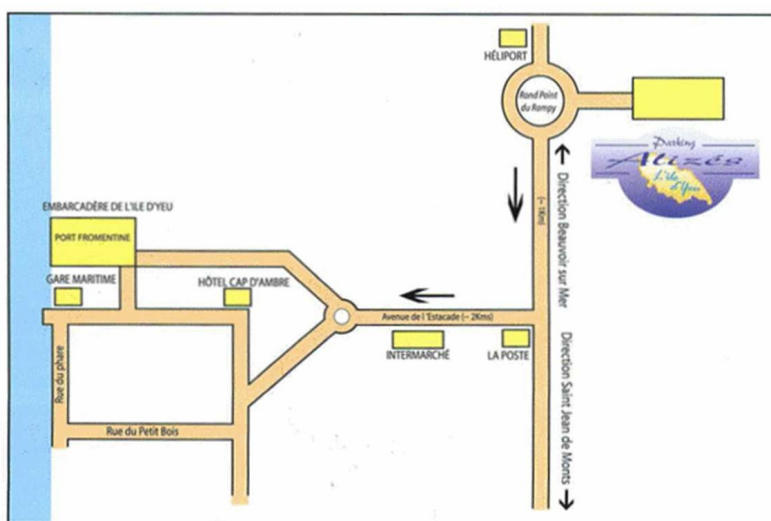 HÉLIPORT
Rond Point
du Rampy
Parking
Alizés
L'île
d'Yeu
Direction Beauvoir sur Mer
(~ 1Km)
EMBARCADÈRE DE L'ILE D'YEU
PORT FROMENTINE
GARE MARITIME
HÔTEL CAP D'AMBRE
Avenue de l 'Estacade (~ 2Kms)
INTERMARCHÉ
LA POSTE
Direction Saint Jean de Monts
Rue du phare
Rue du Petit Bois